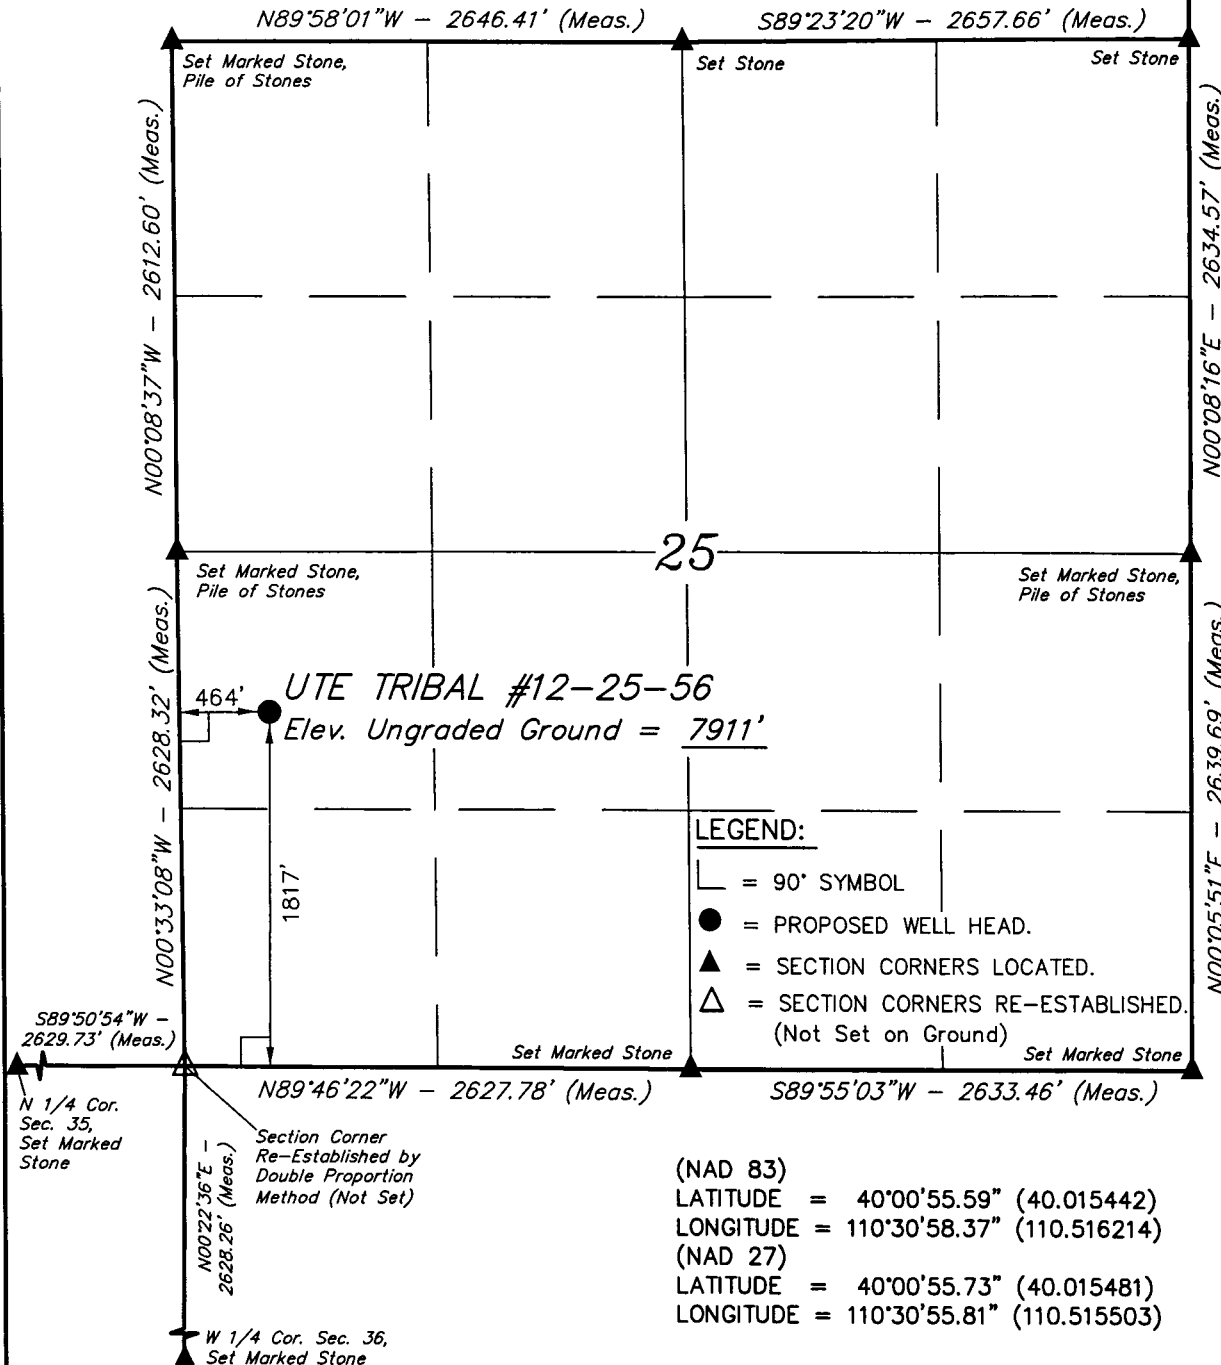 N89°58'01"W - 2646.41' (Meas.)
S89°23'20"W - 2657.66' (Meas.)
Set Marked Stone,
Pile of Stones
Set Stone
Set Stone
N00°08'37"W - 2612.60' (Meas.)
N00°08'16"E - 2634.57' (Meas.)
25
Set Marked Stone,
Pile of Stones
Set Marked Stone,
Pile of Stones
N00°33'08"W - 2628.32' (Meas.)
464'
UTE TRIBAL #12-25-56
Elev. Ungraded Ground = 7911'
1817'
N00°05'51"E - 2639.69' (Meas.)
LEGEND:
= 90° SYMBOL
= PROPOSED WELL HEAD.
= SECTION CORNERS LOCATED.
= SECTION CORNERS RE-ESTABLISHED.
(Not Set on Ground)
S89°50'54"W -
2629.73' (Meas.)
Set Marked Stone
Set Marked Stone
N89°46'22"W - 2627.78' (Meas.)
S89°55'03"W - 2633.46' (Meas.)
N 1/4 Cor.
Sec. 35,
Set Marked
Stone
N00°22'36"E -
2628.26' (Meas.)
Section Corner
Re-Established by
Double Proportion
Method (Not Set)
(NAD 83)
LATITUDE = 40°00'55.59" (40.015442)
LONGITUDE = 110°30'58.37" (110.516214)
(NAD 27)
LATITUDE = 40°00'55.73" (40.015481)
LONGITUDE = 110°30'55.81" (110.515503)
W 1/4 Cor. Sec. 36,
Set Marked Stone